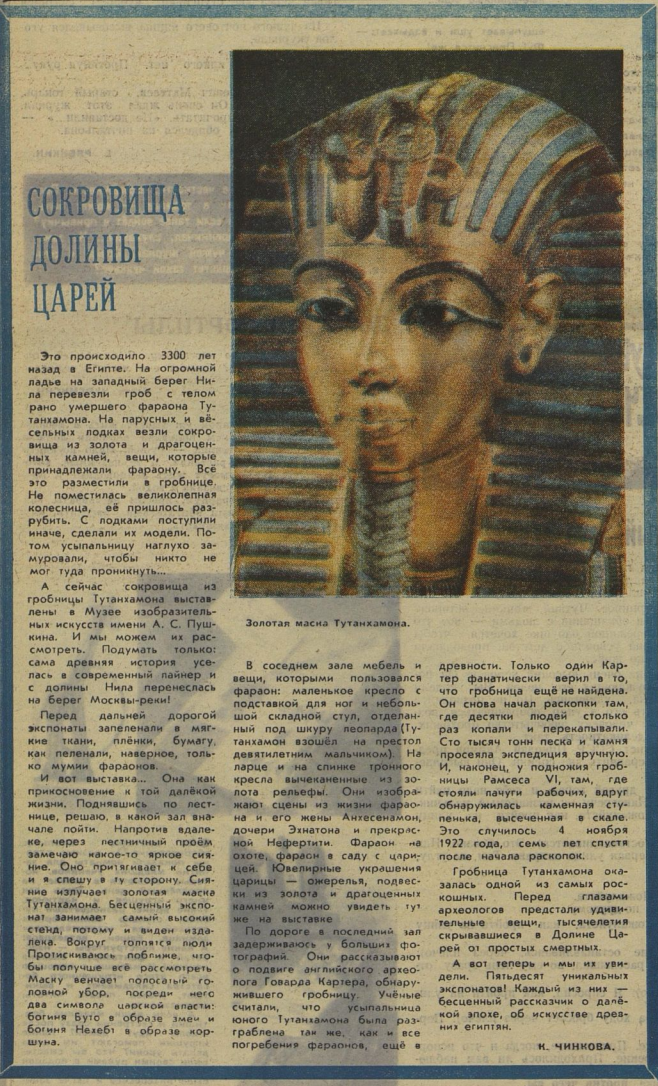 СОКРОВИЩА
ДОЛИНЫ
ЦАРЕЙ
Это происходило 3300 лет
назад в Египте. На огромной
ладье на западный берег Ни-
ла перевезли гроб с телом
рано умершего фараона Ту-
танхамона. На парусных и вё-
сельных лодках везли сокро-
вища из золота и драгоцен-
ных камней, вещи, которые
принадлежали фараону. Всё
это разместили в гробнице.
Не поместилась великолепная
колесница, её пришлось раз-
рубить. С лодками поступили
иначе, сделали их модели. По-
том усыпальницу наглухо за-
муровали, чтобы никто не
мог туда проникнуть...
А сейчас сокровища из
гробницы Тутанхамона выстав-
лены в Музее изобразитель-
ных искусств имени А. С. Пуш-
кина. И мы можем их рас-
смотреть. Подумать только:
сама древняя история усе-
лась в современный лайнер и
с долины Нила перенеслась
на берег Москвы-реки!
Перед дальней дорогой
экспонаты запеленали в мяг-
кие ткани, плёнки, бумагу,
как пеленали, наверное, толь-
ко мумии фараонов.
И вот выставка... Она как
прикосновение к той далёкой
жизни. Поднявшись по лест-
нице, решаю, в какой зал вна-
чале пойти. Напротив вдале-
ке, через лестничный проём
замечаю какое-то яркое сия-
ние. Оно притягивает к себе,
и я спешу в ту сторону. Сия-
ние излучает золотая маска
Тутанхамона. Бесценный экспо-
нат занимает самый высокий
стенд, потому и виден изда-
лека. Вокруг толпятся люди
Протискиваюсь поближе, что-
бы получше всё рассмотреть
Маску венчает полосатый го-
ловной убор, посреди него
два символа царской власти:
богиня Буто в образе змеи и
богиня Нехебт в образе кор-
шуна.
Золотая маска Тутанхамона.
В соседнем зале мебель и
вещи, которыми пользовался
фараон: маленькое кресло с
подставкой для ног и неболь-
шой складной стул, отделан-
ный под шкуру леопарда (Ту-
танхамон взошёл на престол
девятилетним мальчиком). На
ларце и на спинке тронного
кресла вычеканенные из зо-
лота рельефы. Они изобра-
жают сцены из жизни фарао-
на и его жены Анхесенамон,
дочери Эхнатона и прекрас-
ной Нефертити. Фараон на
охоте, фараон в саду с цари-
цей. Ювелирные украшения
царицы — ожерелья, подвес-
ки из золота и драгоценных
камней можно увидеть тут
же на выставке
По дороге в последний зал
задерживаюсь у больших фо-
тографий. Они рассказывают
о подвиге английского архео-
лога Говарда Картера, обнару-
жившего гробницу. Учёные
считали, что усыпальница
юного Тутанхамона была раз-
граблена так же, как и все
погребения фараонов, ещё в
древности. Только один Кар-
тер фанатически верил в то,
что гробница ещё не найдена.
Он снова начал раскопки там,
где десятки людей столько
раз копали и перекапывали.
Сто тысяч тонн песка и камня
просеяла экспедиция вручную.
И, наконец, у подножия гроб-
ницы Рамсеса VI, там, где
стояли лачуги рабочих, вдруг
обнаружилась каменная сту-
пенька, высеченная в скале.
Это случилось 4 ноября
1922 года, семь лет спустя
после начала раскопок.
Гробница Тутанхамона ока-
залась одной из самых рос-
кошных. Перед глазами
археологов предстали удиви-
тельные вещи, тысячелетия
скрывавшиеся в Долине Ца-
рей от простых смертных.
А вот теперь и мы их уви-
дели. Пятьдесят уникальных
экспонатов! Каждый из них —
бесценный рассказчик о далё-
кой эпохе, об искусстве древ-
них египтян.
Н. ЧИНКОВА.